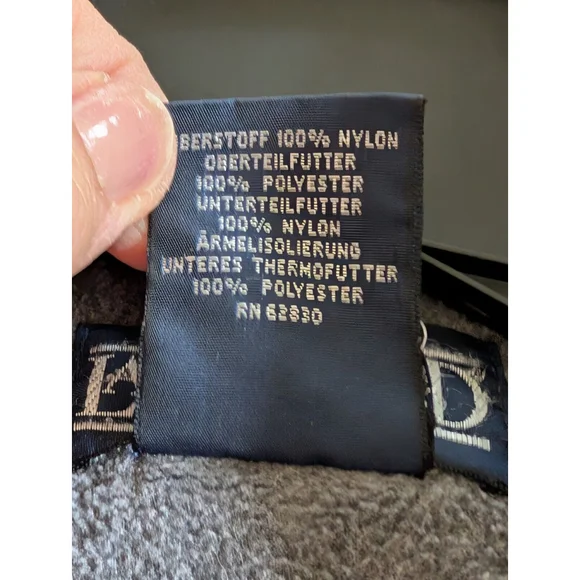 BERSTOFF 100% NYLON
OBERTEILFUTTER
100% POLYESTER
UNTERTEILFUTTER
100% NYLON
ÄRMELISOLIERUNG
UNTERES THERMOFUTTER
100% POLYESTER
RN 62830